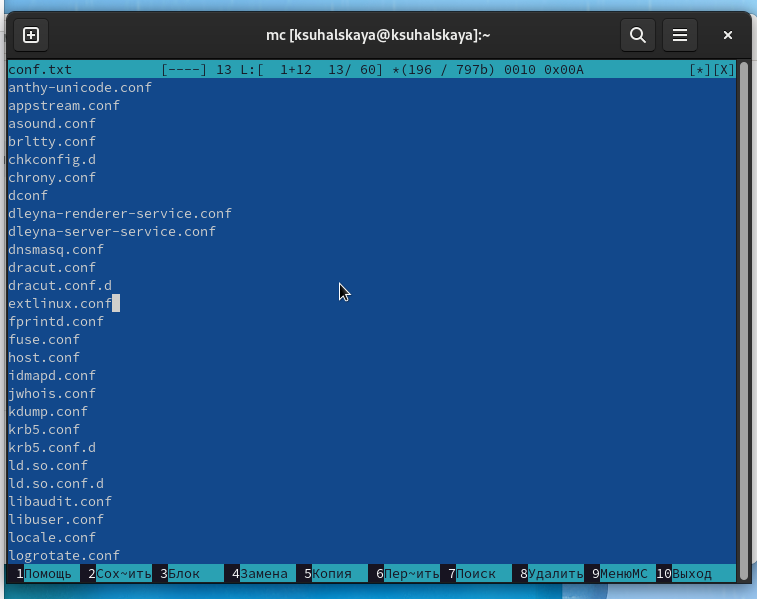 mc [ksuhalskaya@ksuhalskaya]:~
conf.txt [----] 13 L:[ 1+12 13/ 60] *(196 / 797b) 0010 0x00A [*][X]
anthy-unicode.conf
appstream.conf
asound.conf
brltty.conf
chkconfig.d
chrony.conf
dconf
dleyna-renderer-service.conf
dleyna-server-service.conf
dnsmasq.conf
dracut.conf
dracut.conf.d
extlinux.conf
fprintd.conf
fuse.conf
host.conf
idmapd.conf
jwhois.conf
kdump.conf
krb5.conf
krb5.conf.d
ld.so.conf
ld.so.conf.d
libaudit.conf
libuser.conf
locale.conf
logrotate.conf
1Помощь 2Сох~ить 3Блок 4Замена 5Копия 6Пер~ить 7Поиск 8Удалить 9МенюMC 10Выход